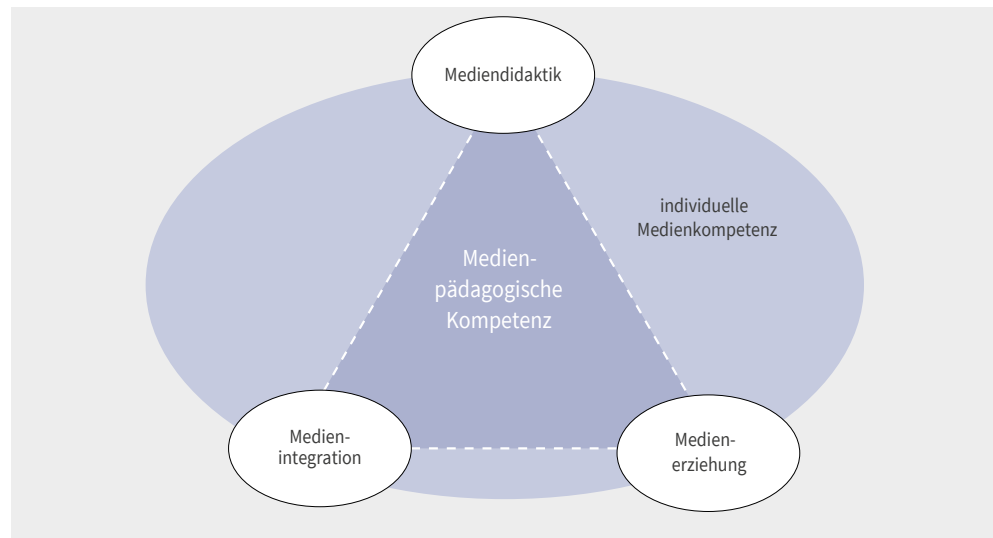 Mediendidaktik
individuelle
Medienkompetenz
Medien-
pädagogische
Kompetenz
Medien-
integration
Medien-
erziehung